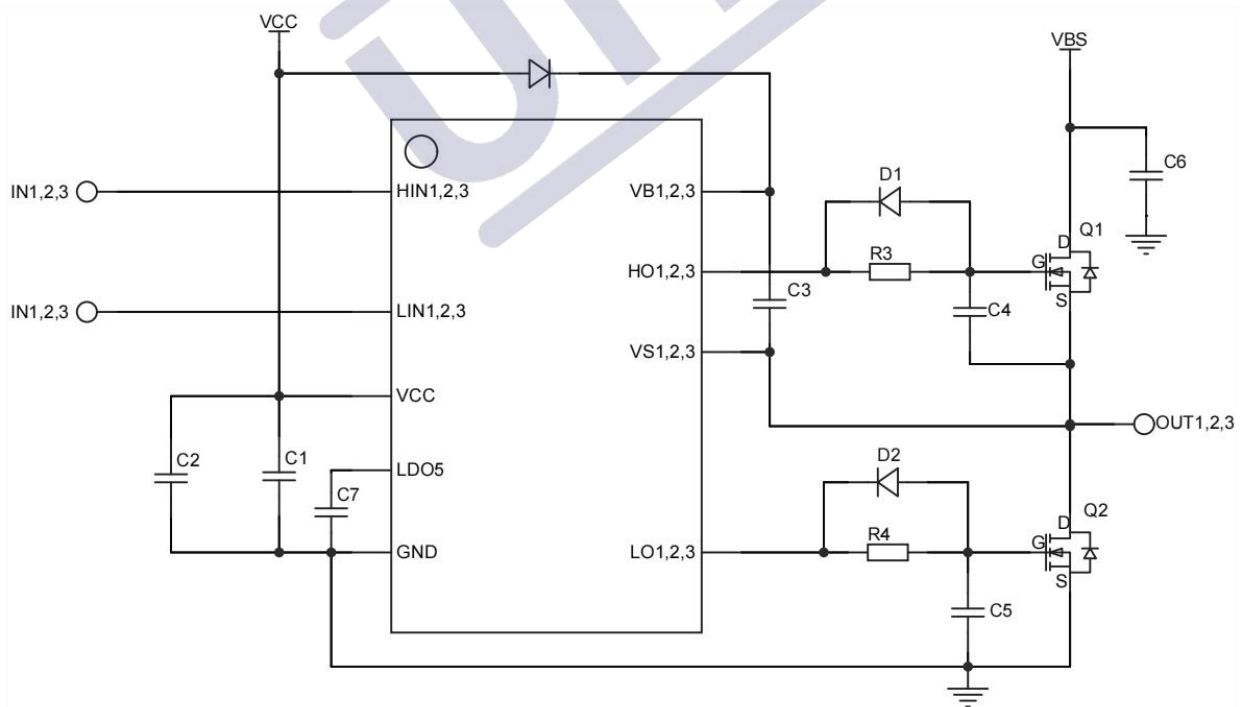 VCC
VBS
C6
D1
Q1
IN1,2,3
HIN1,2,3
VB1,2,3
D
R3
G
HO1,2,3
C3
S
C4
IN1,2,3
LIN1,2,3
VS1,2,3
VCC
OUT1,2,3
C2
C1
LDO5
D2
C7
Q2
D
R4
G
GND
LO1,2,3
S
C5